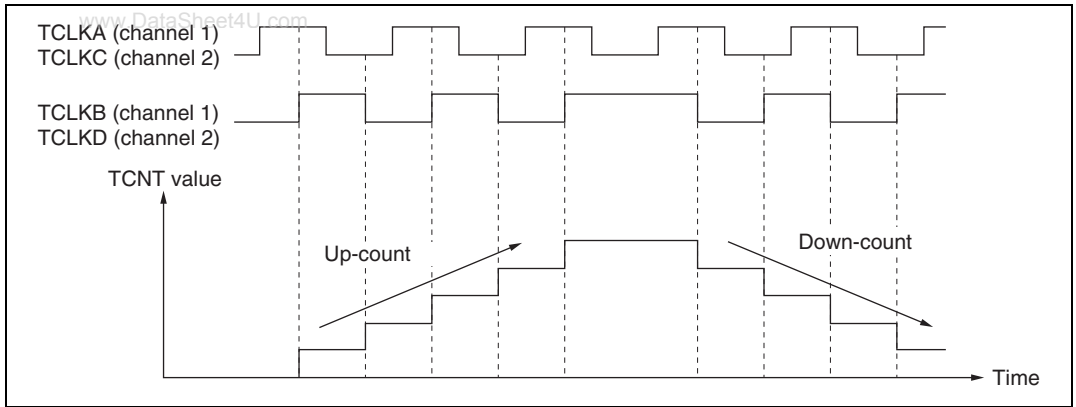 www.DataSheet4U.com
TCLKA (channel 1)
TCLKC (channel 2)
TCLKB (channel 1)
TCLKD (channel 2)
TCNT value
Up-count
Down-count
Time